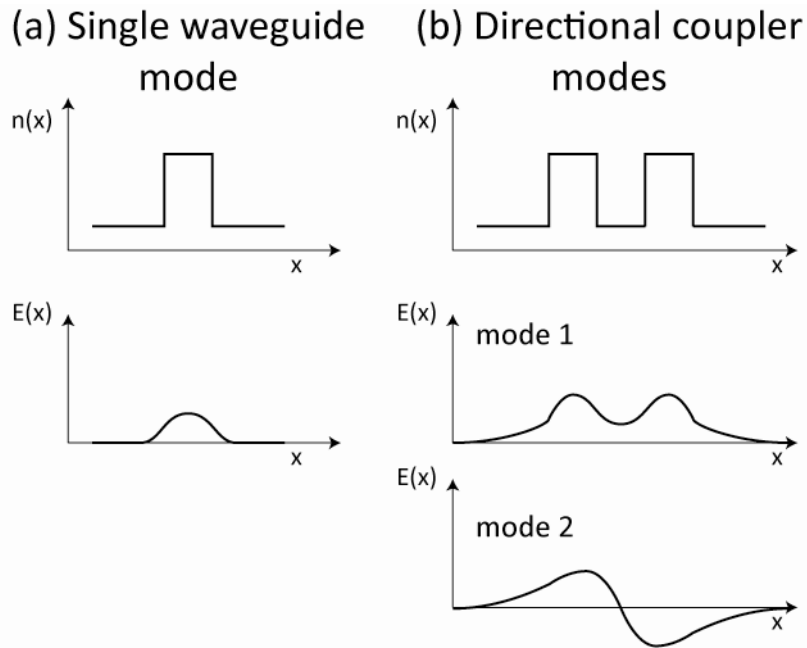 (a) Single waveguide
mode
n(x)
x
E(x)
x
(b) Directional coupler
modes
n(x)
x
E(x)
mode 1
x
E(x)
mode 2
x